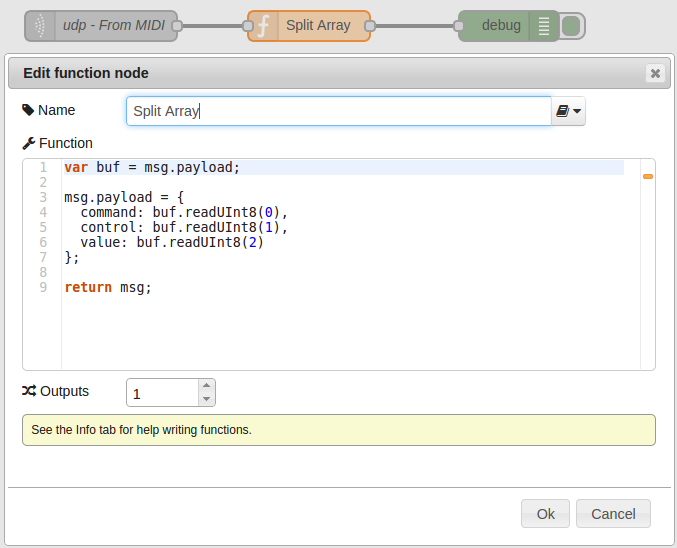 udp - From MIDI Split Array debug
Edit function node
Name Split Array
Function
1 var buf = msg.payload;
2
3 msg.payload = {
4   command: buf.readUInt8(0),
5   control: buf.readUInt8(1),
6   value: buf.readUInt8(2)
7 };
8
9 return msg;
Outputs 1
See the Info tab for help writing functions.
Ok Cancel